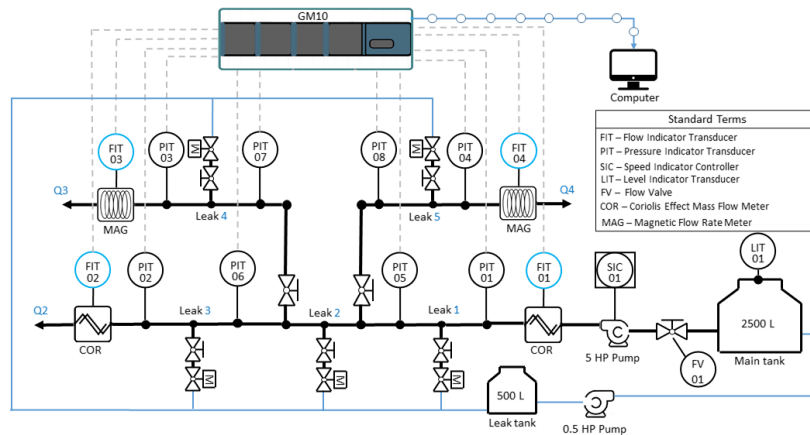 GM10
Computer
Standard Terms
FIT – Flow Indicator Transducer
PIT – Pressure Indicator Transducer
SIC – Speed Indicator Controller
LIT – Level Indicator Transducer
FV – Flow Valve
COR – Coriolis Effect Mass Flow Meter
MAG – Magnetic Flow Rate Meter
FIT 03
PIT 03
PIT 07
PIT 08
PIT 04
FIT 04
M
M
Q3
MAG
Leak 4
Leak 5
MAG
Q4
FIT 02
PIT 02
PIT 06
PIT 05
PIT 01
FIT 01
SIC 01
LIT 01
Q2
COR
Leak 3
Leak 2
Leak 1
COR
5 HP Pump
FV 01
2500 L
Main tank
M
M
M
500 L
Leak tank
0.5 HP Pump